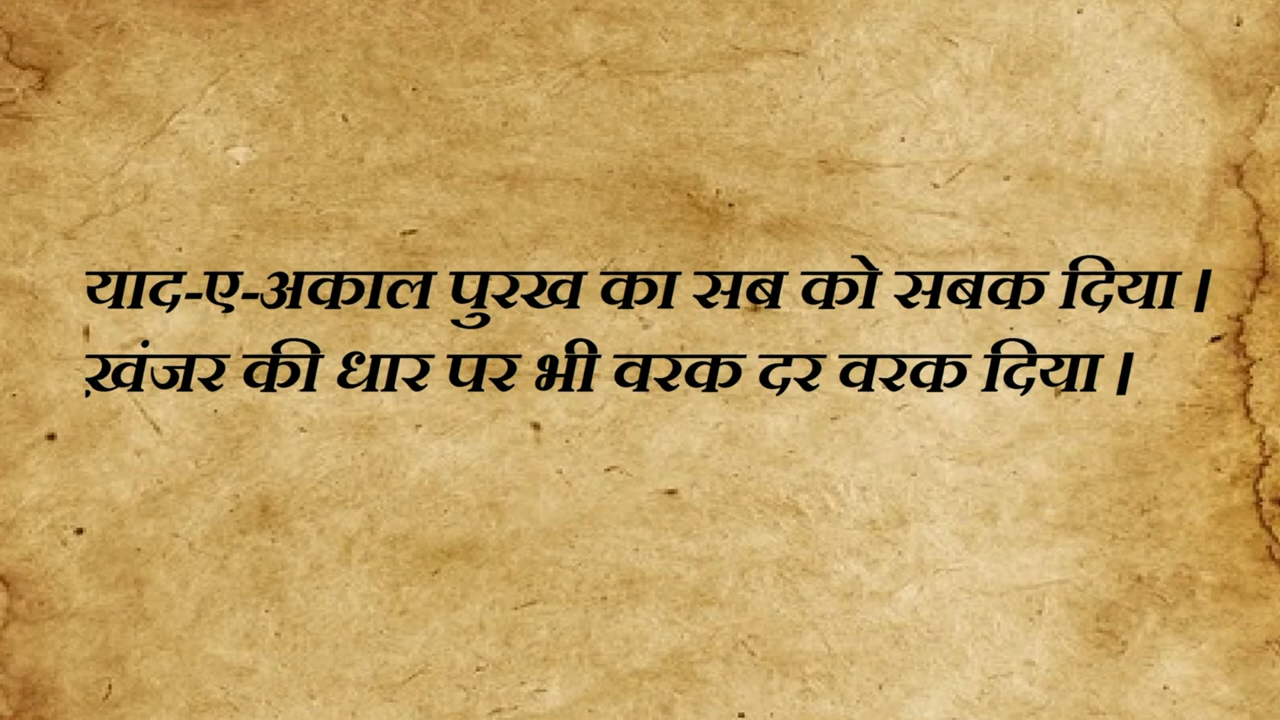 याद-ए-अकाल पुरख का सब को सबक दिया।
ख़ंजर की धार पर भी वरक दर वरक दिया।